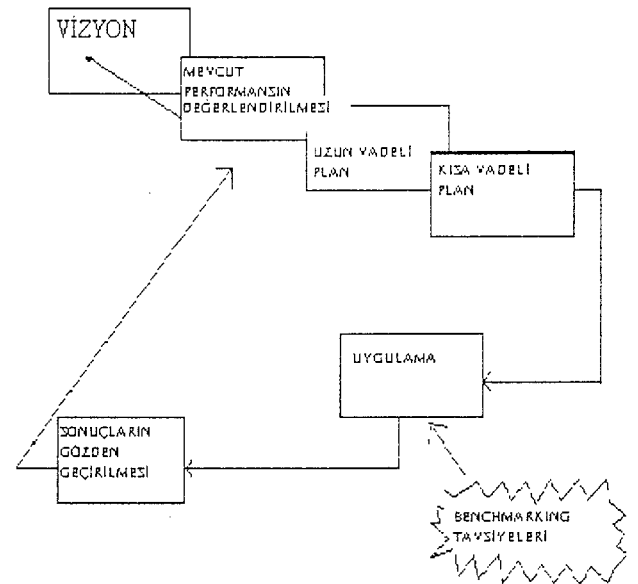 VİZYON
MEVCUT
PERFORMANSIN
DEĞERLENDİRİLMESİ
UZUN VADELİ
PLAN
KISA VADELİ
PLAN
UYGULAMA
SONUÇLARIN
GÖZDEN
GEÇİRİLMESİ
BENCHMARKING
TAVSİYELERİ